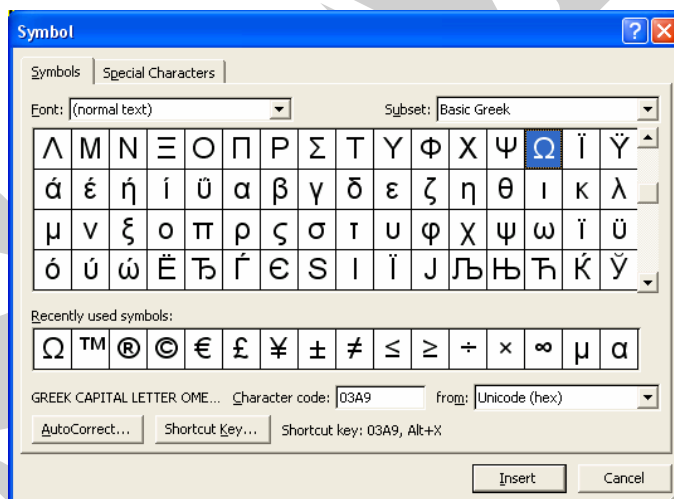 Symbol
Symbols Special Characters
Font: (normal text) Subset: Basic Greek
Λ Μ Ν Ξ Ο Π Ρ Σ Τ Υ Φ Χ Ψ Ω Ϊ Ϋ
ά έ ή ί ΰ α β γ δ ε ζ η θ ι κ λ
μ ν ξ ο π ρ ς σ τ υ φ χ ψ ω ϊ ϋ
ό ύ ώ Ё Ђ Ѓ Є Ѕ І Ї Ј Љ Њ Ћ Ќ Ў
Recently used symbols:
Ω ™ ® © € £ ¥ ± ≠ ≤ ≥ ÷ × ∞ µ α
GREEK CAPITAL LETTER OME... Character code: 03A9 from: Unicode (hex)
AutoCorrect... Shortcut Key... Shortcut key: 03A9, Alt+X
Insert Cancel